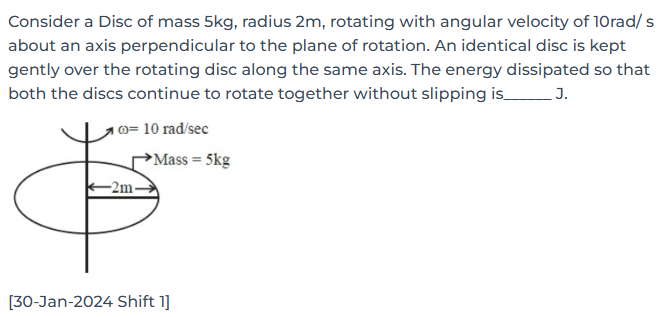 Consider a Disc of mass 5kg, radius 2m, rotating with angular velocity of 10rad/ s
about an axis perpendicular to the plane of rotation. An identical disc is kept
gently over the rotating disc along the same axis. The energy dissipated so that
both the discs continue to rotate together without slipping is______ J.
ω= 10 rad/sec
Mass = 5kg
2m
[30-Jan-2024 Shift 1]